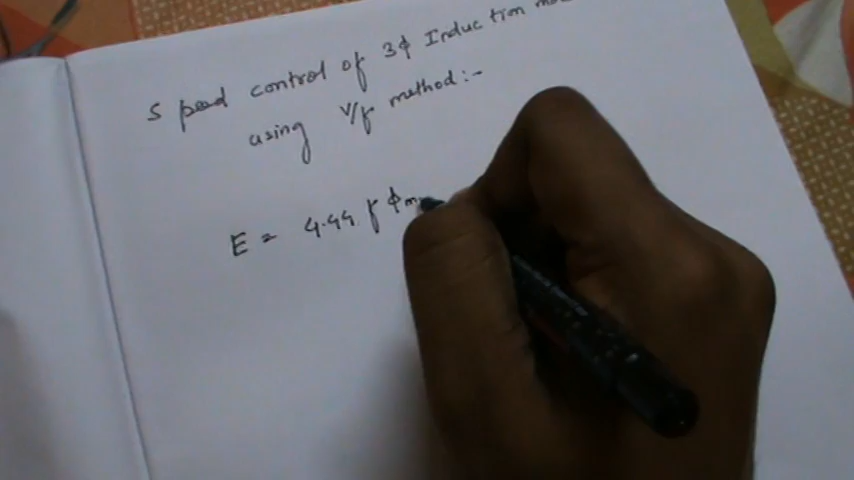 Speed control of 3ϕ Induction
using V/f method:-
E = 4.44 f ϕm